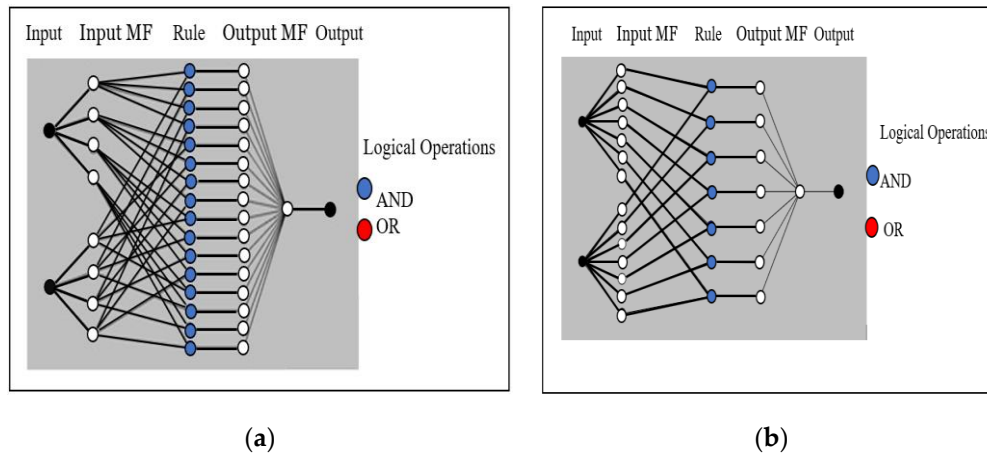 Input Input MF Rule Output MF Output
Logical Operations
AND
OR
(a)
Input Input MF Rule Output MF Output
Logical Operations
AND
OR
(b)